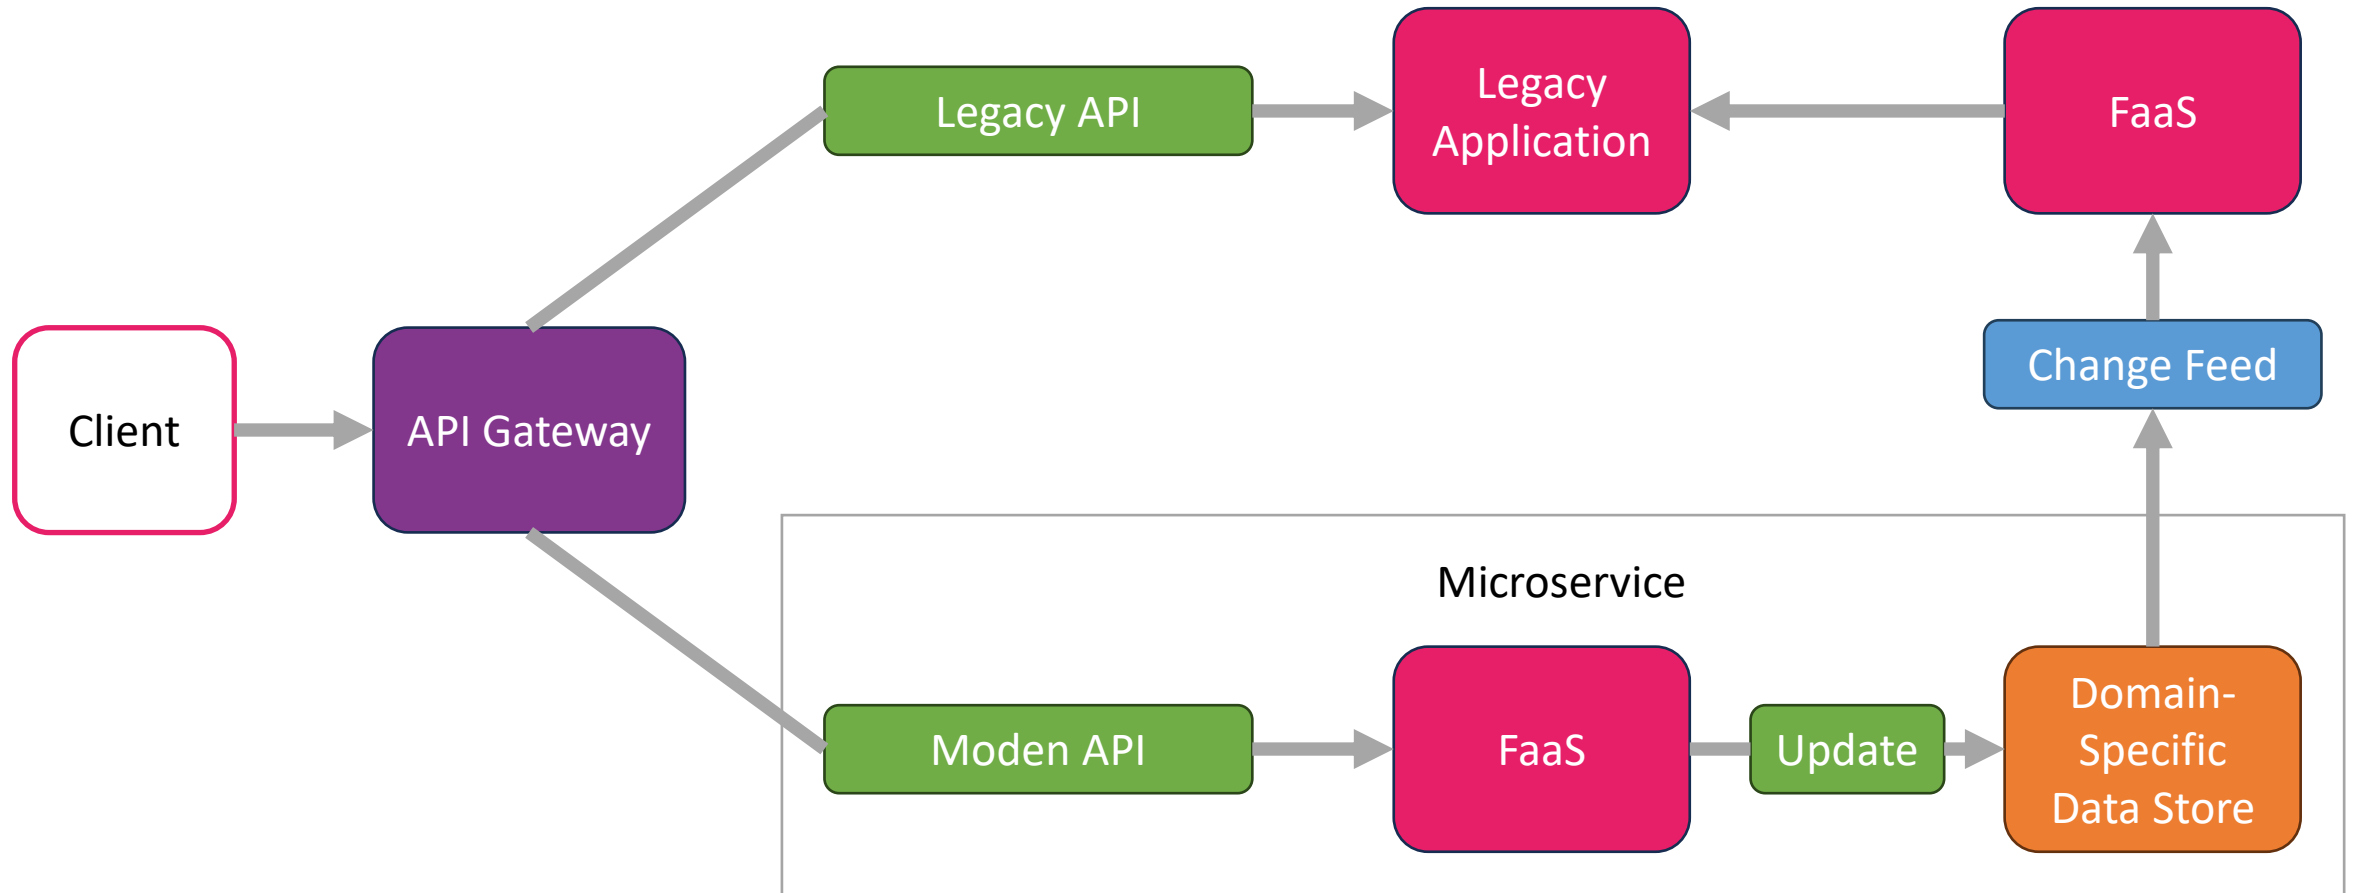 Legacy API
Legacy
Application
FaaS
Client
API Gateway
Change Feed
Microservice
Moden API
FaaS
Update
Domain-
Specific
Data Store